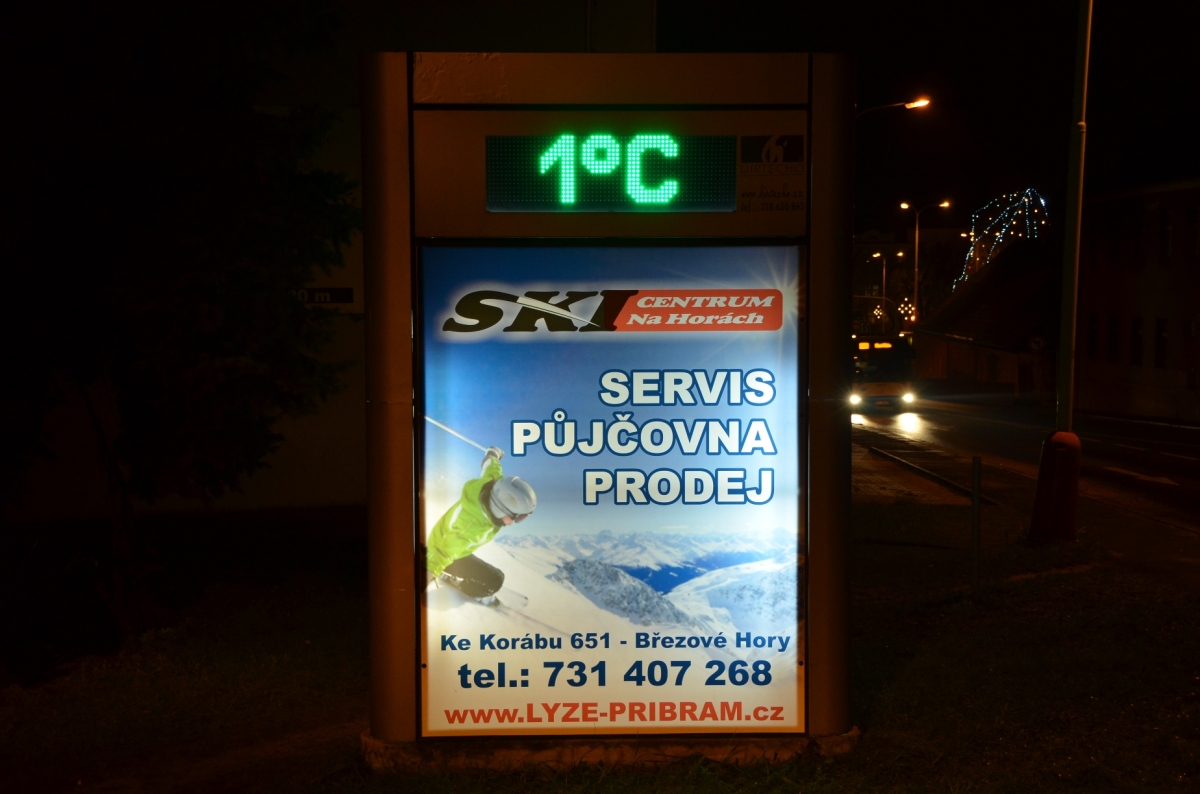 1°C
SKI CENTRUM
Na Horách
SERVIS
PŮJČOVNA
PRODEJ
Ke Korábu 651 - Březové Hory
tel.: 731 407 268
www.LYZE-PRIBRAM.cz